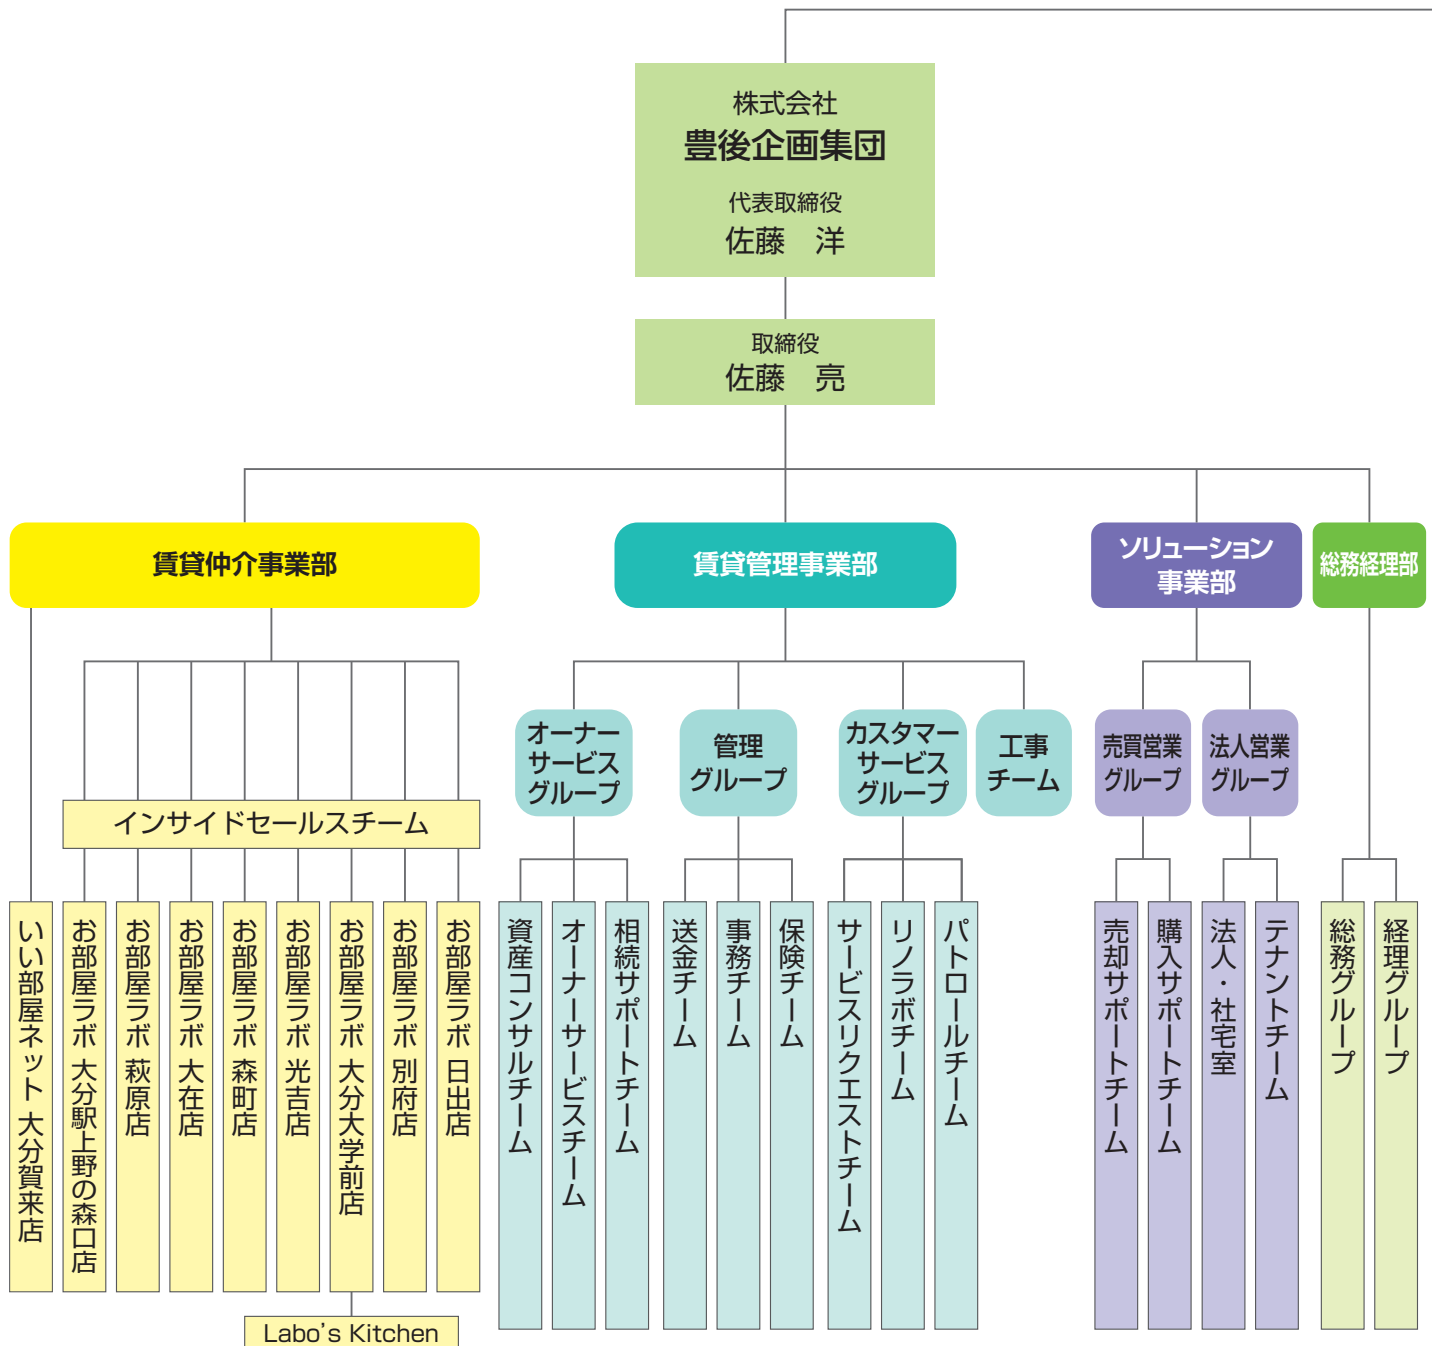 株式会社
豊後企画集団
代表取締役
佐藤　洋
取締役
佐藤　亮
賃貸仲介事業部
賃貸管理事業部
ソリューション
事業部
総務経理部
オーナー
サービス
グループ
管理
グループ
カスタマー
サービス
グループ
工事
チーム
売買営業
グループ
法人営業
グループ
インサイドセールスチーム
いい部屋ネット 大分賀来店
お部屋ラボ 大分駅上野の森口店
お部屋ラボ 萩原店
お部屋ラボ 大在店
お部屋ラボ 森町店
お部屋ラボ 光吉店
お部屋ラボ 大分大学前店
お部屋ラボ 別府店
お部屋ラボ 日出店
資産コンサルチーム
オーナーサービスチーム
相続サポートチーム
送金チーム
事務チーム
保険チーム
サービスリクエストチーム
リノラボチーム
パトロールチーム
売却サポートチーム
購入サポートチーム
法人・社宅室
テナントチーム
総務グループ
経理グループ
Labo's Kitchen